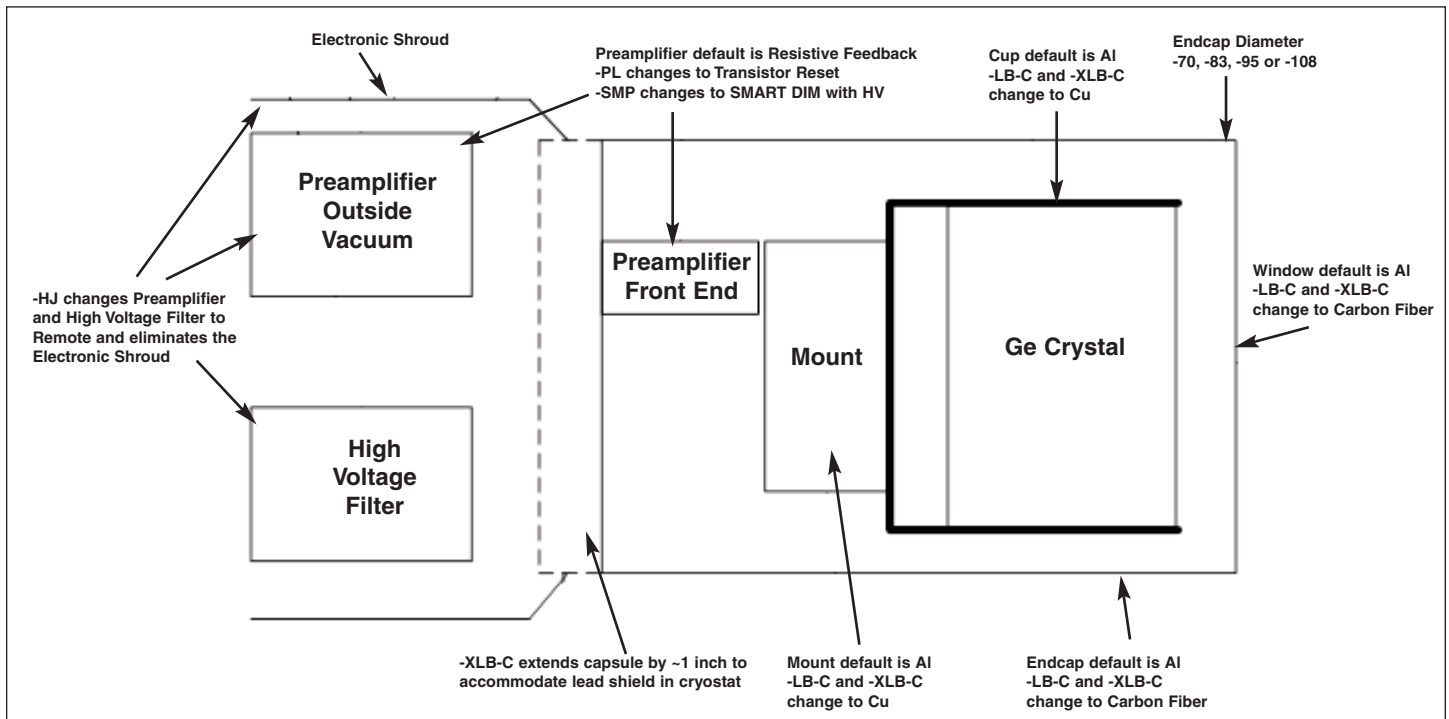 Electronic Shroud
Preamplifier default is Resistive Feedback
-PL changes to Transistor Reset
-SMP changes to SMART DIM with HV
Cup default is Al
-LB-C and -XLB-C
change to Cu
Endcap Diameter
-70, -83, -95 or -108
Preamplifier
Outside
Vacuum
Preamplifier
Front End
Mount
Ge Crystal
Window default is Al
-LB-C and -XLB-C
change to Carbon Fiber
-HJ changes Preamplifier
and High Voltage Filter to
Remote and eliminates the
Electronic Shroud
High
Voltage
Filter
-XLB-C extends capsule by ~1 inch to
accommodate lead shield in cryostat
Mount default is Al
-LB-C and -XLB-C
change to Cu
Endcap default is Al
-LB-C and -XLB-C
change to Carbon Fiber